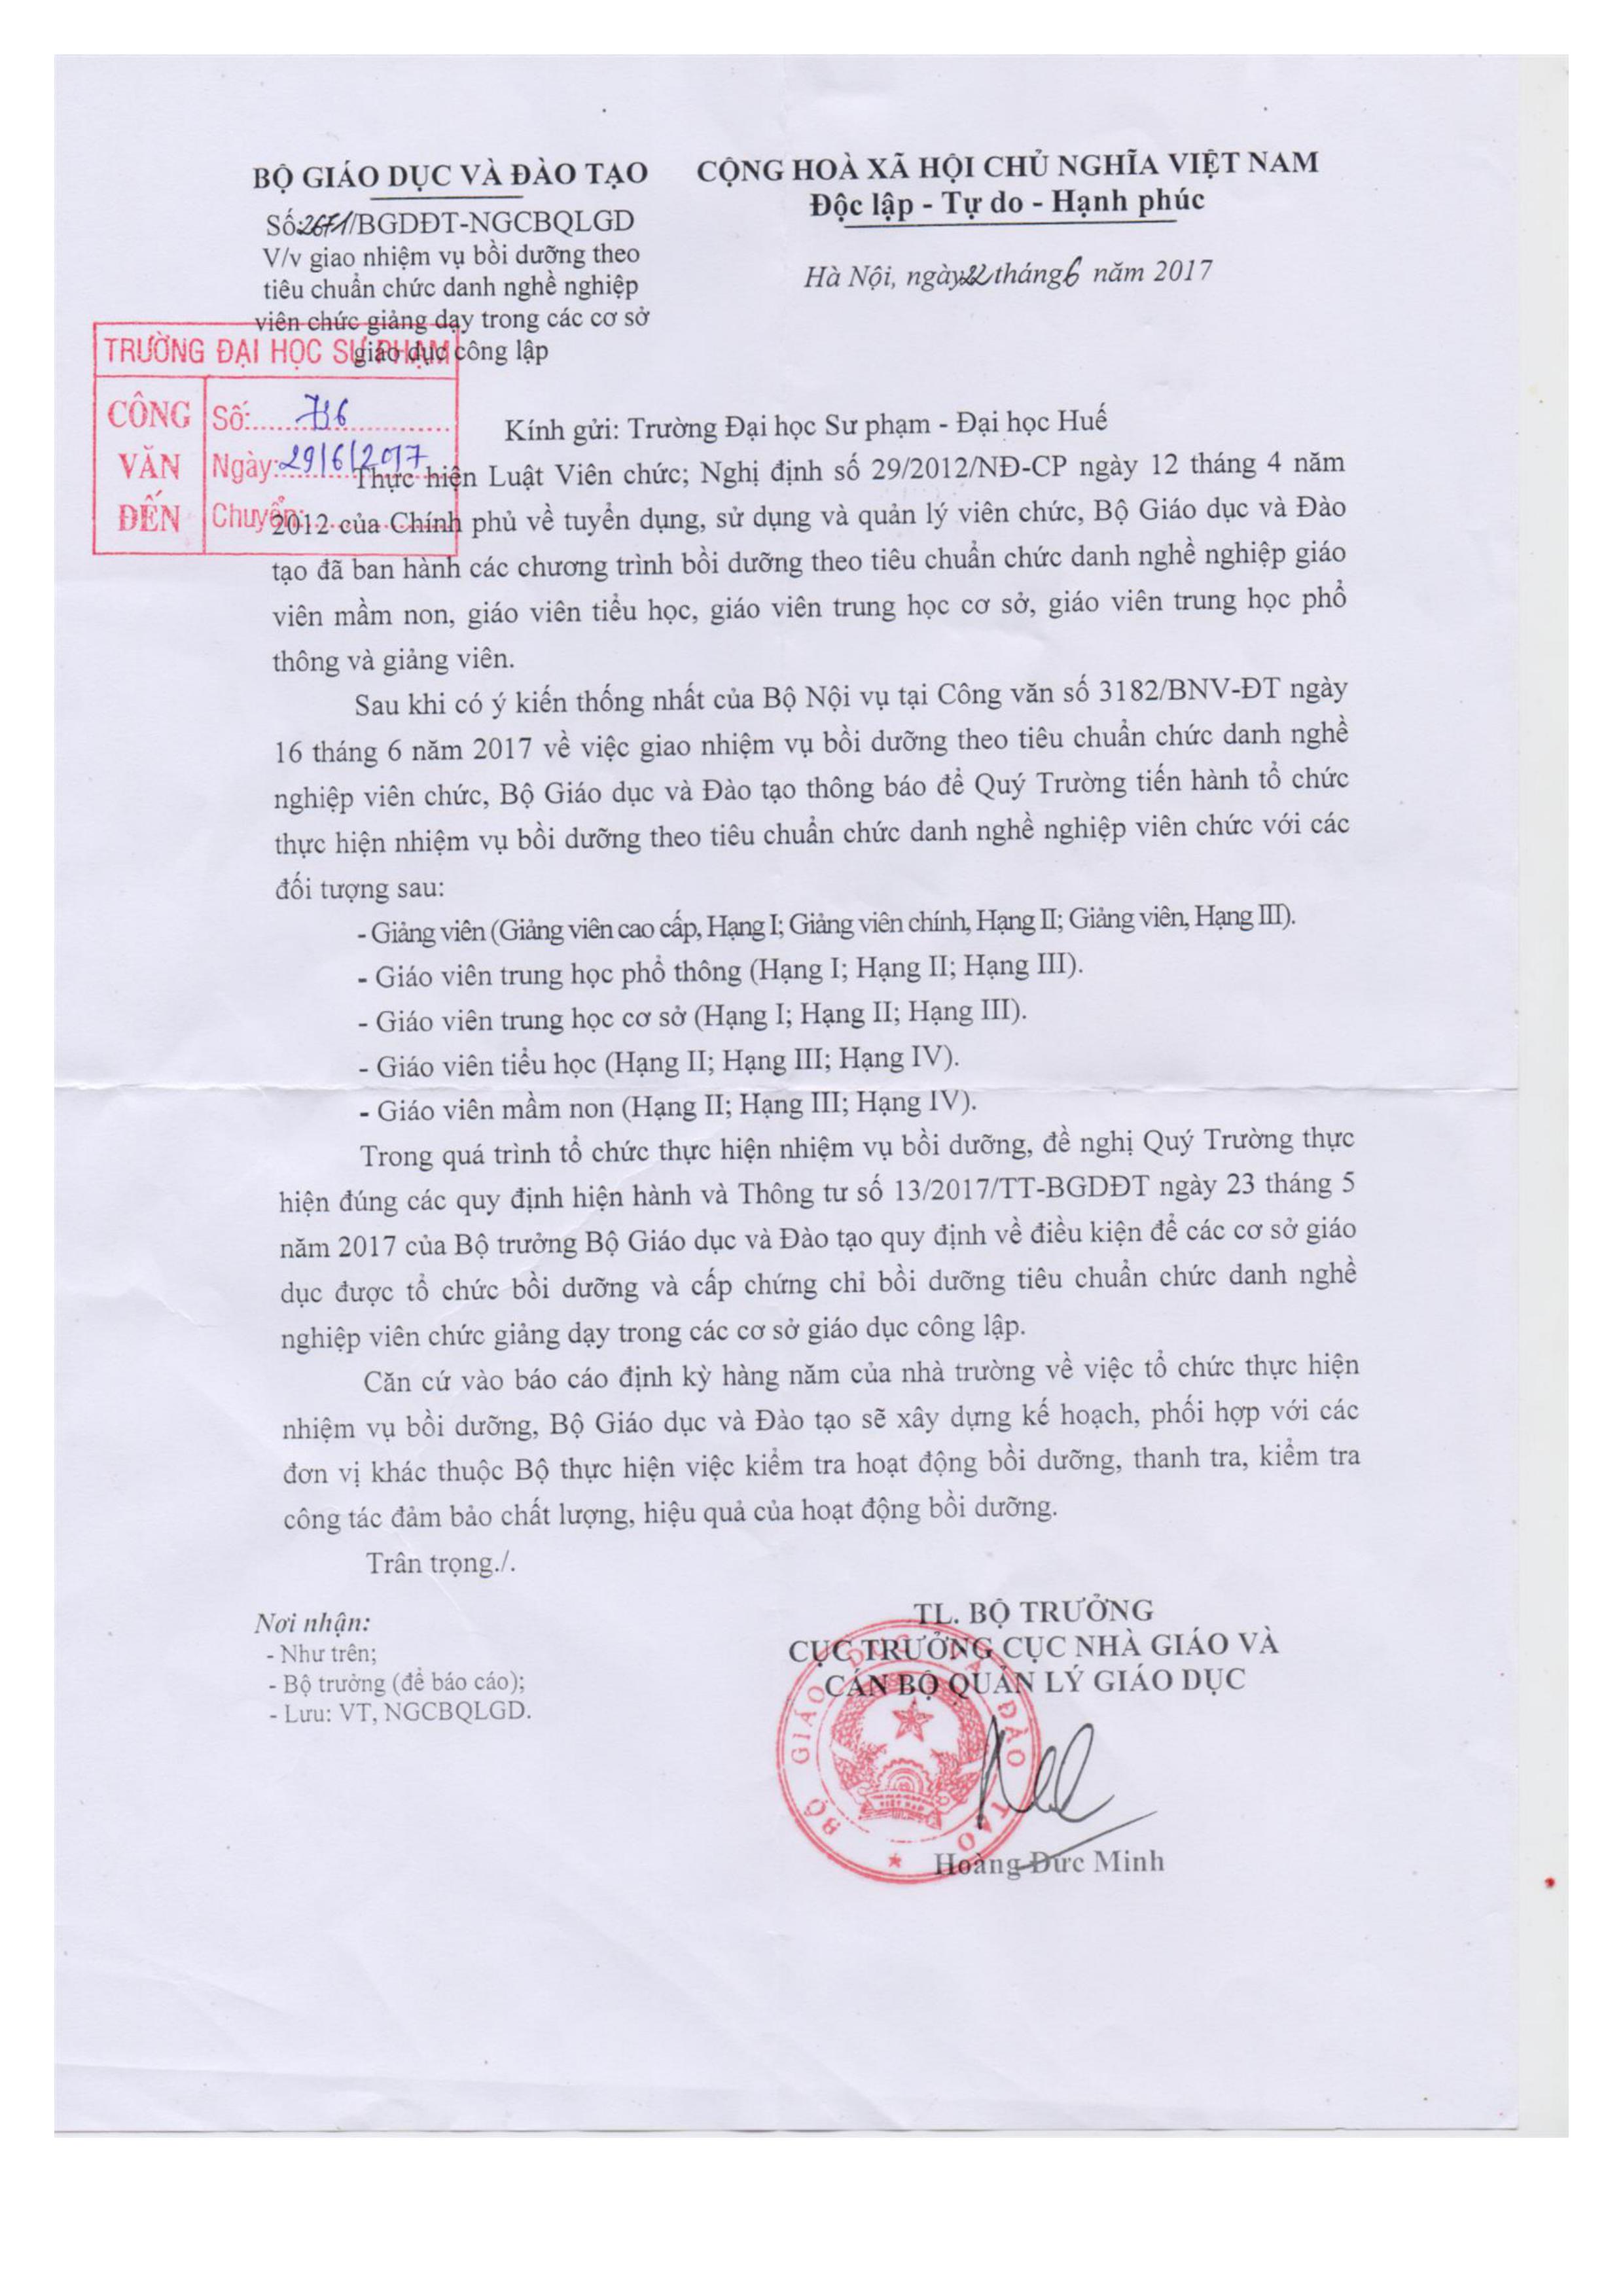 BỘ GIÁO DỤC VÀ ĐÀO TẠO
CỘNG HOÀ XÃ HỘI CHỦ NGHĨA VIỆT NAM
Độc lập - Tự do - Hạnh phúc
Số: /BGDĐT-NGCBQLGD
V/v giao nhiệm vụ bồi dưỡng theo
tiêu chuẩn chức danh nghề nghiệp
viên chức giảng dạy trong các cơ sở
giáo dục công lập
Hà Nội, ngày 22 tháng 6 năm 2017
TRƯỜNG ĐẠI HỌC SƯ PHẠM
CÔNG VĂN ĐẾN
Số:
Ngày: 29/6/2017
Chuyển:
Kính gửi: Trường Đại học Sư phạm - Đại học Huế
Thực hiện Luật Viên chức; Nghị định số 29/2012/NĐ-CP ngày 12 tháng 4 năm
2012 của Chính phủ về tuyển dụng, sử dụng và quản lý viên chức, Bộ Giáo dục và Đào
tạo đã ban hành các chương trình bồi dưỡng theo tiêu chuẩn chức danh nghề nghiệp giáo
viên mầm non, giáo viên tiểu học, giáo viên trung học cơ sở, giáo viên trung học phổ
thông và giảng viên.
Sau khi có ý kiến thống nhất của Bộ Nội vụ tại Công văn số 3182/BNV-ĐT ngày
16 tháng 6 năm 2017 về việc giao nhiệm vụ bồi dưỡng theo tiêu chuẩn chức danh nghề
nghiệp viên chức, Bộ Giáo dục và Đào tạo thông báo để Quý Trường tiến hành tổ chức
thực hiện nhiệm vụ bồi dưỡng theo tiêu chuẩn chức danh nghề nghiệp viên chức với các
đối tượng sau:
- Giảng viên (Giảng viên cao cấp, Hạng I; Giảng viên chính, Hạng II; Giảng viên, Hạng III).
- Giáo viên trung học phổ thông (Hạng I; Hạng II; Hạng III).
- Giáo viên trung học cơ sở (Hạng I; Hạng II; Hạng III).
- Giáo viên tiểu học (Hạng II; Hạng III; Hạng IV).
- Giáo viên mầm non (Hạng II; Hạng III; Hạng IV).
Trong quá trình tổ chức thực hiện nhiệm vụ bồi dưỡng, đề nghị Quý Trường thực
hiện đúng các quy định hiện hành và Thông tư số 13/2017/TT-BGDĐT ngày 23 tháng 5
năm 2017 của Bộ trưởng Bộ Giáo dục và Đào tạo quy định về điều kiện để các cơ sở giáo
dục được tổ chức bồi dưỡng và cấp chứng chỉ bồi dưỡng tiêu chuẩn chức danh nghề
nghiệp viên chức giảng dạy trong các cơ sở giáo dục công lập.
Căn cứ vào báo cáo định kỳ hàng năm của nhà trường về việc tổ chức thực hiện
nhiệm vụ bồi dưỡng, Bộ Giáo dục và Đào tạo sẽ xây dựng kế hoạch, phối hợp với các
đơn vị khác thuộc Bộ thực hiện việc kiểm tra hoạt động bồi dưỡng, thanh tra, kiểm tra
công tác đảm bảo chất lượng, hiệu quả của hoạt động bồi dưỡng.
Trân trọng./.
Nơi nhận:
- Như trên;
- Bộ trưởng (để báo cáo);
- Lưu: VT, NGCBQLGD.
TL. BỘ TRƯỞNG
CỤC TRƯỞNG CỤC NHÀ GIÁO VÀ
CÁN BỘ QUẢN LÝ GIÁO DỤC
BỘ GIÁO DỤC VÀ ĐÀO TẠO
Hoàng Đức Minh